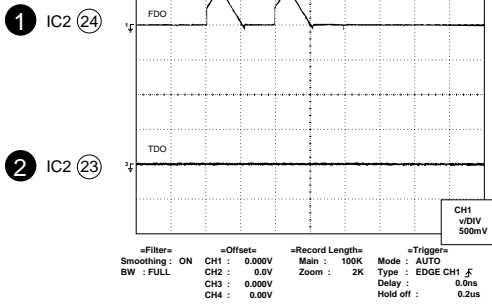 FDO
1 IC2 24
1
TDO
2 IC2 23
3
CH1
v/DIV
500mV
=Filter= =Offset= =Record Length= =Trigger=
Smoothing : ON CH1 : 0.000V Main : 100K Mode : AUTO
BW : FULL CH2 : 0.0V Zoom : 2K Type : EDGE CH1
CH3 : 0.000V Delay : 0.0ns
CH4 : 0.00V Hold off : 0.2us